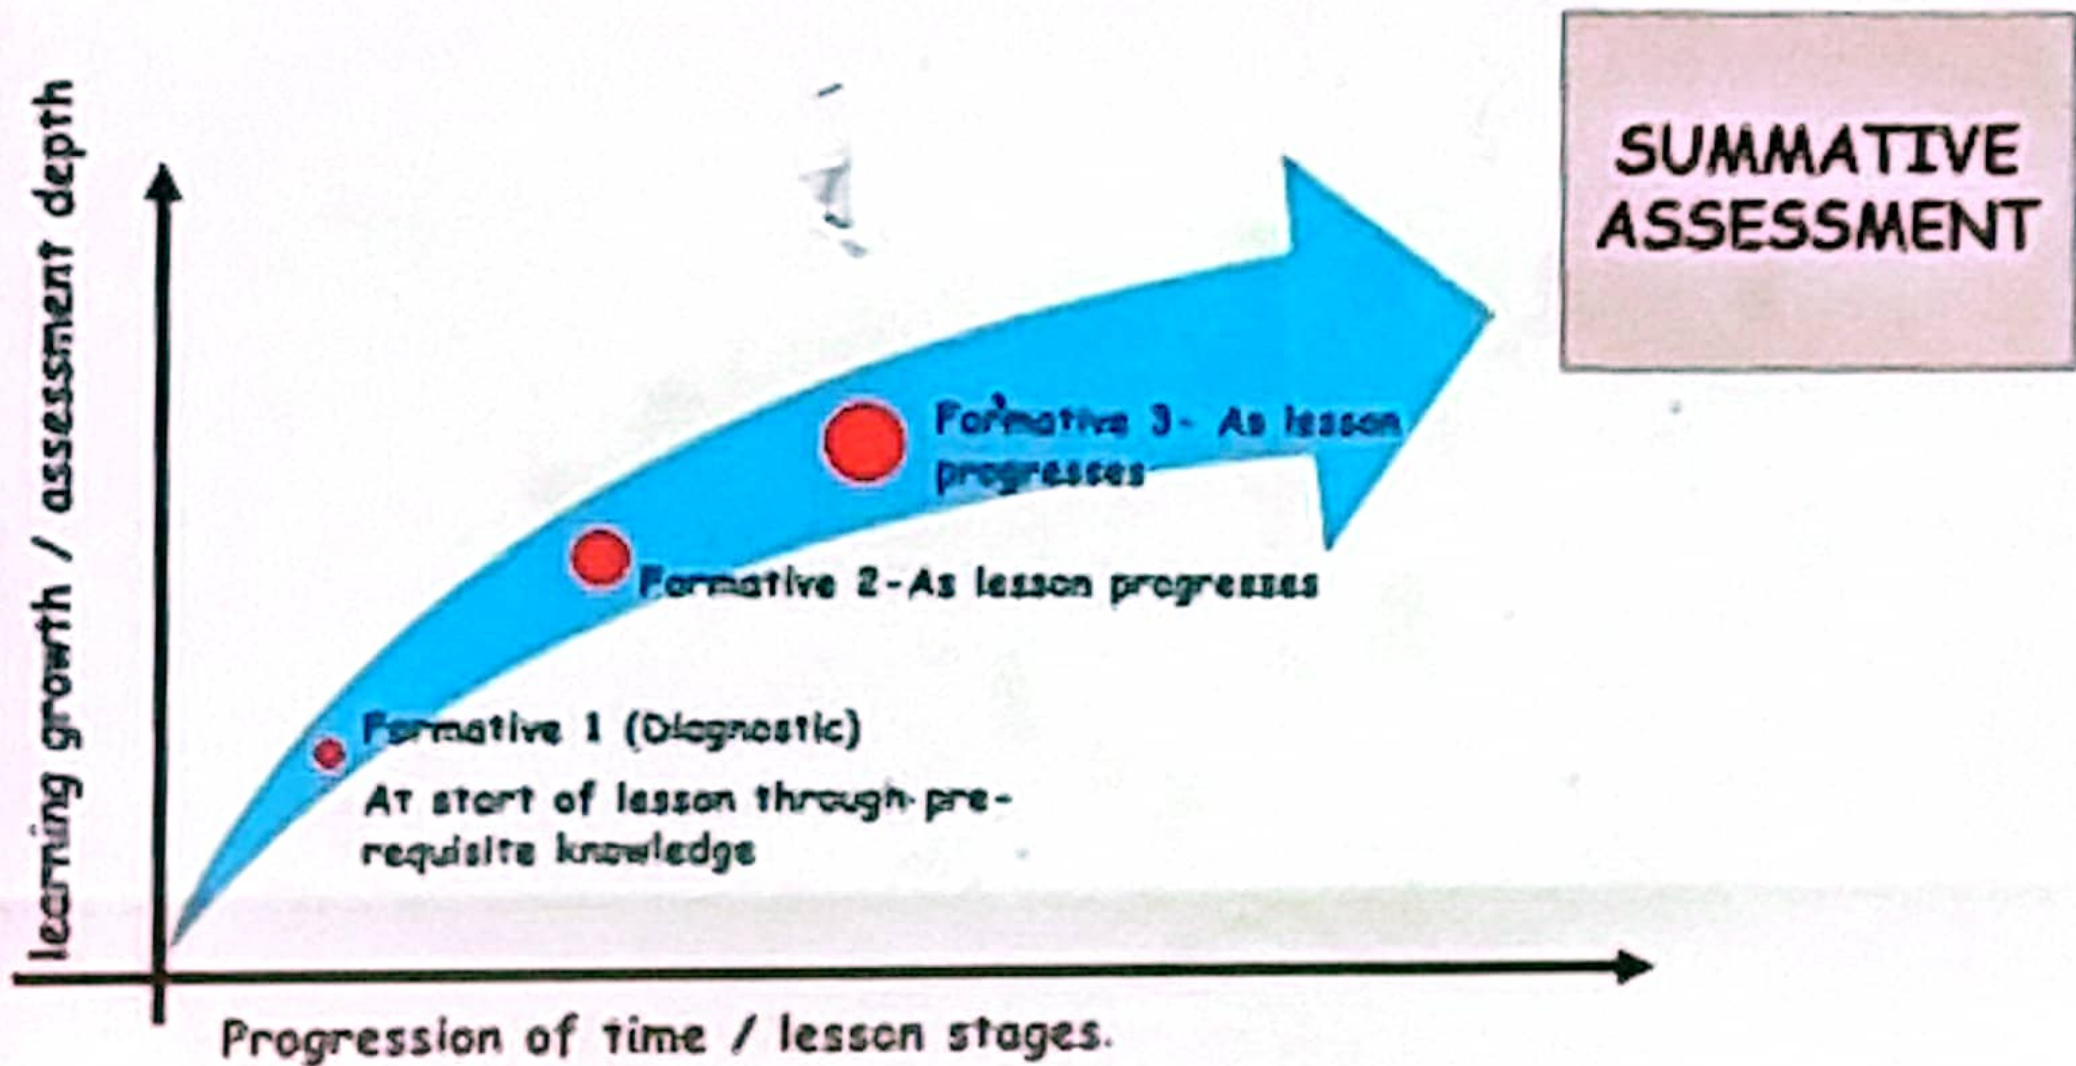 SUMMATIVE
ASSESSMENT
learning growth / assessment depth
Formative 3- As lesson
progresses
Formative 2-As lesson progresses
Formative 1 (Diagnostic)
At start of lesson through pre-
requisite knowledge
Progression of time / lesson stages.